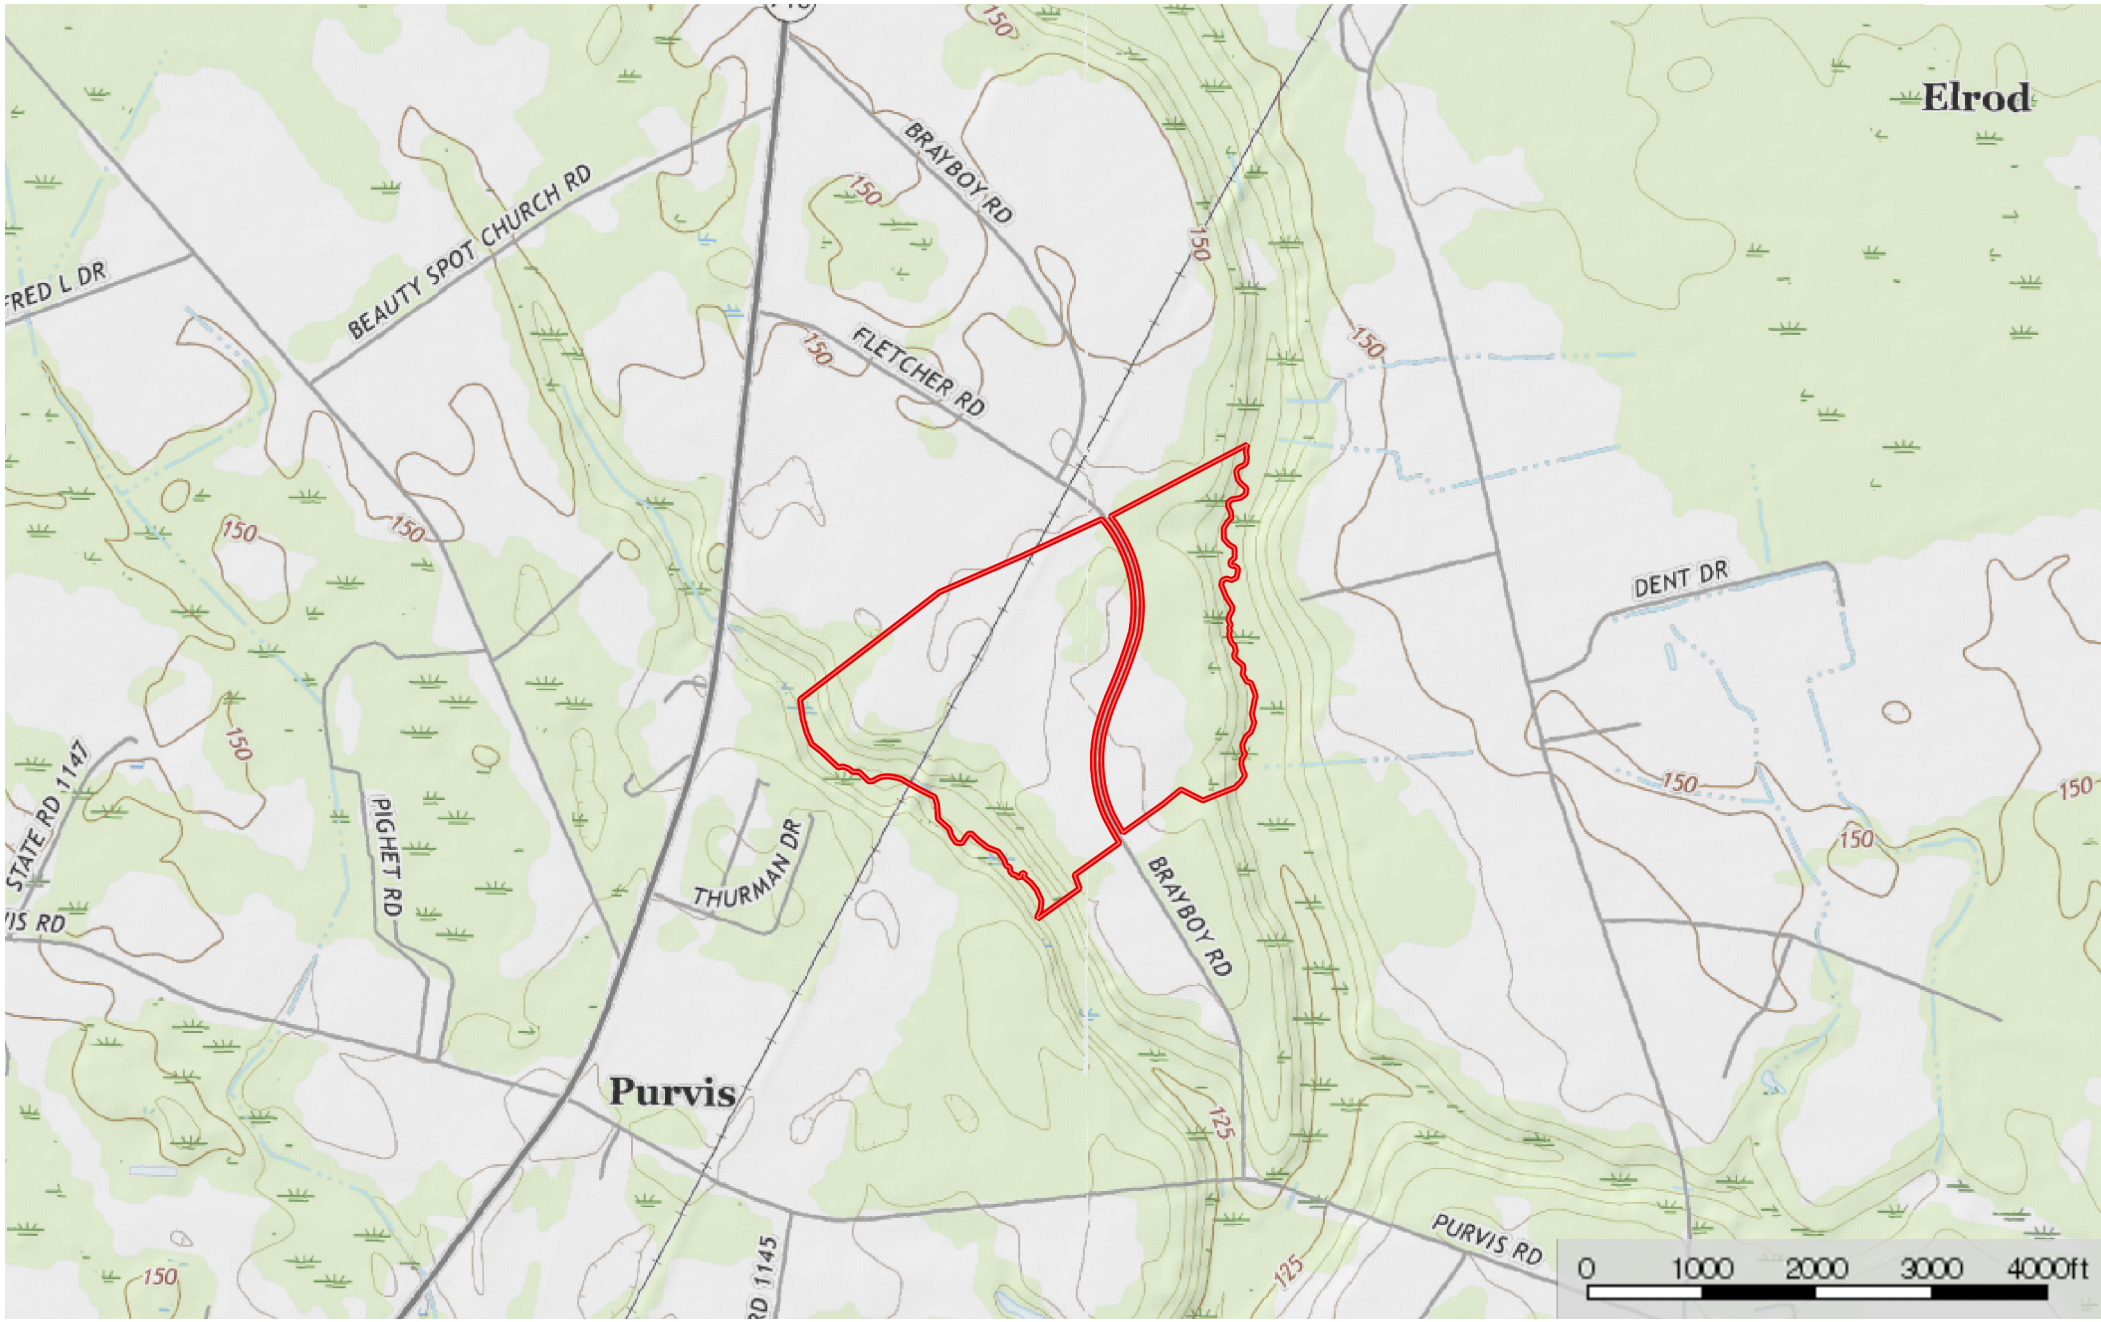 150
Elrod
BRAYBOY RD
150
BEAUTY SPOT CHURCH RD
150
FRED L DR
150
150
FLETCHER RD
150
150
DENT DR
150
STATE RD 1147
150
150
PIGHET RD
THURMAN DR
150
BRAYBOY RD
VIS RD
Purvis
125
PURVIS RD
RD 1145
125
150
0 1000 2000 3000 4000ft